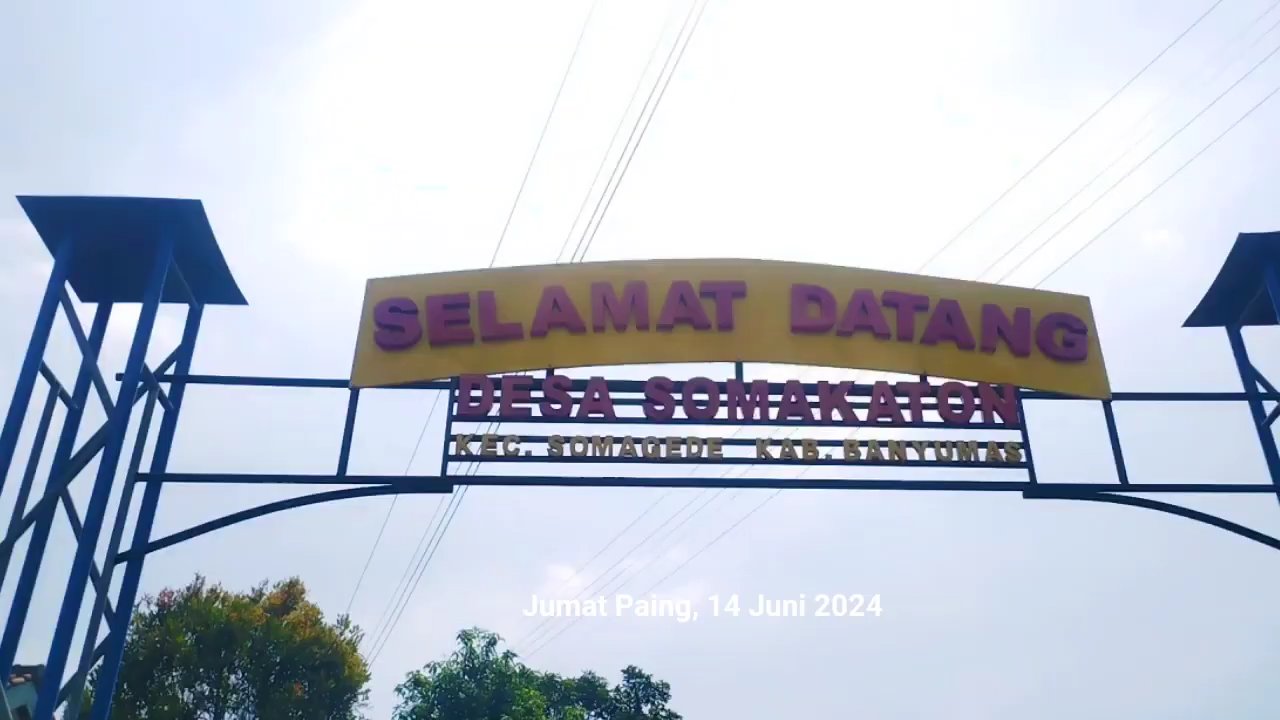 SELAMAT DATANG
DESA SOMAKATON
KEC. SOMAGEDE KAB. BANYUMAS
Jumat Paing, 14 Juni 2024